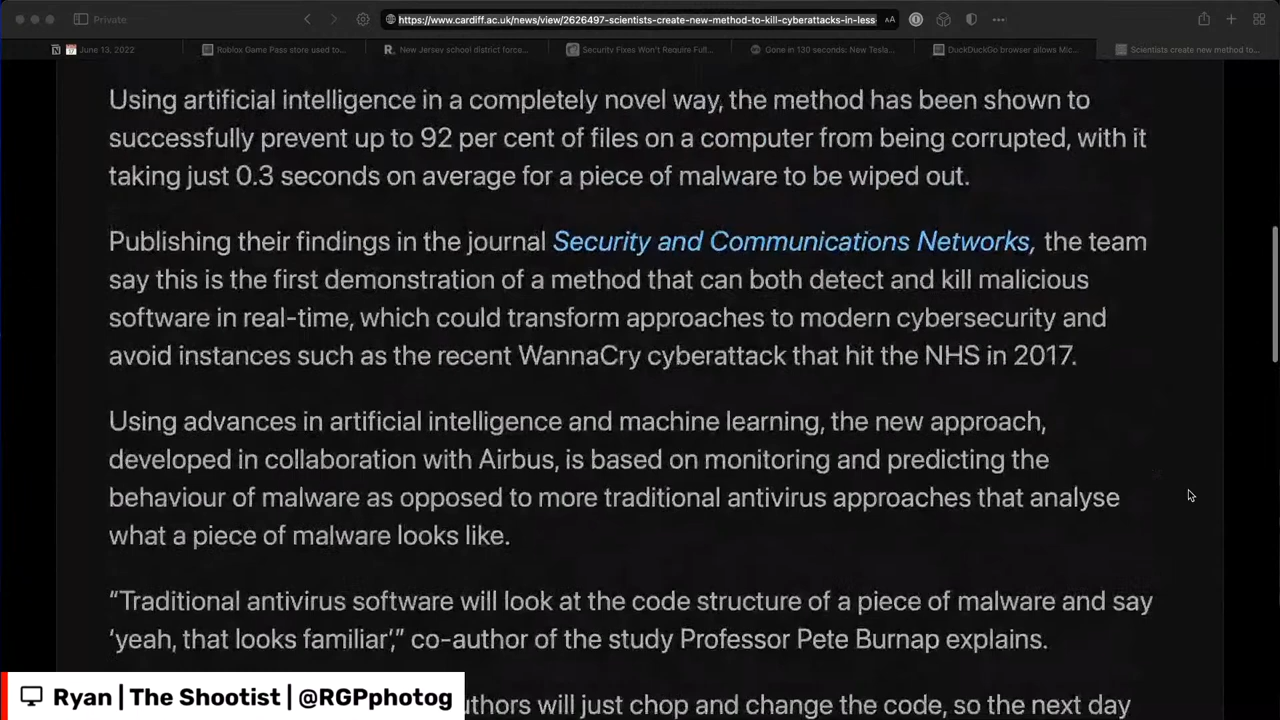 Private
https://www.cardiff.ac.uk/news/view/2626497-scientists-create-new-method-to-kill-cyberattacks-in-less-
June 13, 2022
Roblox Game Pass store used to...
New Jersey school district force...
Security Fixes Won't Require Full...
Gone in 130 seconds: New Tesla...
DuckDuckGo browser allows Mic...
Scientists create new method to...
Using artificial intelligence in a completely novel way, the method has been shown to
successfully prevent up to 92 per cent of files on a computer from being corrupted, with it
taking just 0.3 seconds on average for a piece of malware to be wiped out.
Publishing their findings in the journal Security and Communications Networks, the team
say this is the first demonstration of a method that can both detect and kill malicious
software in real-time, which could transform approaches to modern cybersecurity and
avoid instances such as the recent WannaCry cyberattack that hit the NHS in 2017.
Using advances in artificial intelligence and machine learning, the new approach,
developed in collaboration with Airbus, is based on monitoring and predicting the
behaviour of malware as opposed to more traditional antivirus approaches that analyse
what a piece of malware looks like.
“Traditional antivirus software will look at the code structure of a piece of malware and say
‘yeah, that looks familiar’,” co-author of the study Professor Pete Burnap explains.
uthors will just chop and change the code, so the next day
Ryan | The Shootist | @RGPphotog